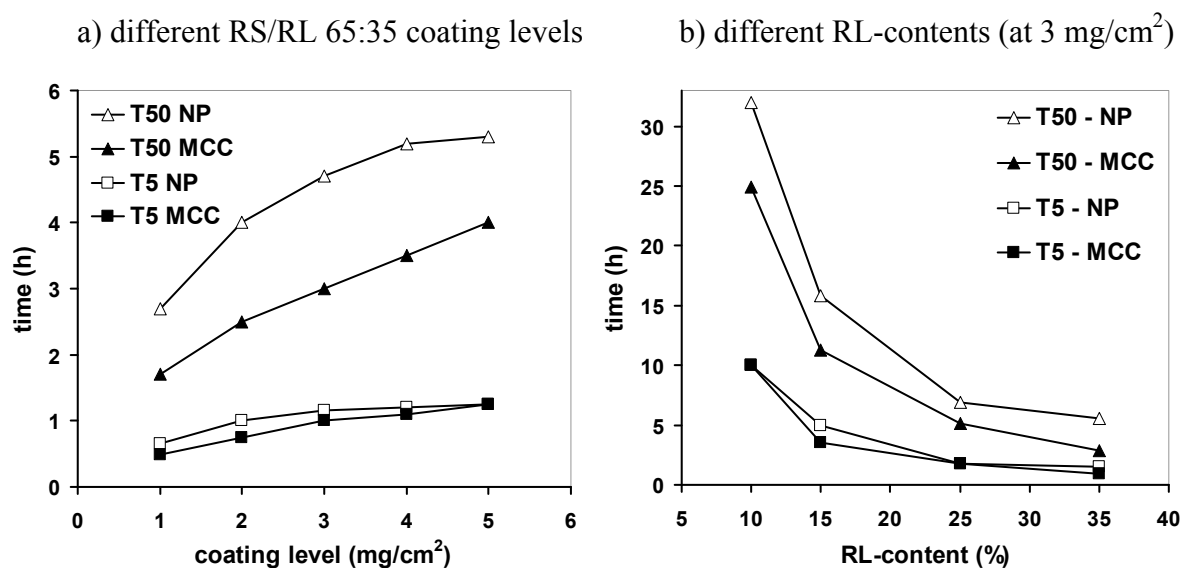 a) different RS/RL 65:35 coating levels
6
5
4
3
2
1
0
time (h)
T50 NP
T50 MCC
T5 NP
T5 MCC
0 1 2 3 4 5 6
coating level (mg/cm²)
b) different RL-contents (at 3 mg/cm²)
30
25
20
15
10
5
0
time (h)
T50 - NP
T50 - MCC
T5 - NP
T5 - MCC
5 10 15 20 25 30 35 40
RL-content (%)